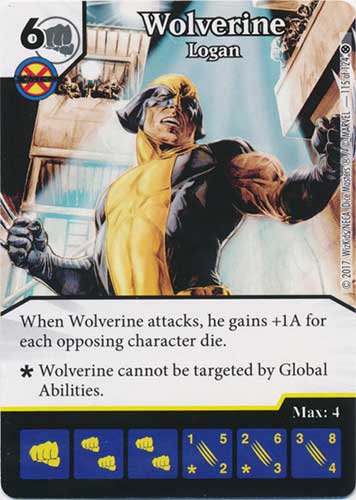 6
Wolverine
Logan
X-MEN
© 2017 WizKids/NECA, Dice Masters & © MARVEL — 115 of 124
When Wolverine attacks, he gains +1A for
each opposing character die.
* Wolverine cannot be targeted by Global
Abilities.
Max: 4
1 5 * 2
2 6 * 3
3 8 4